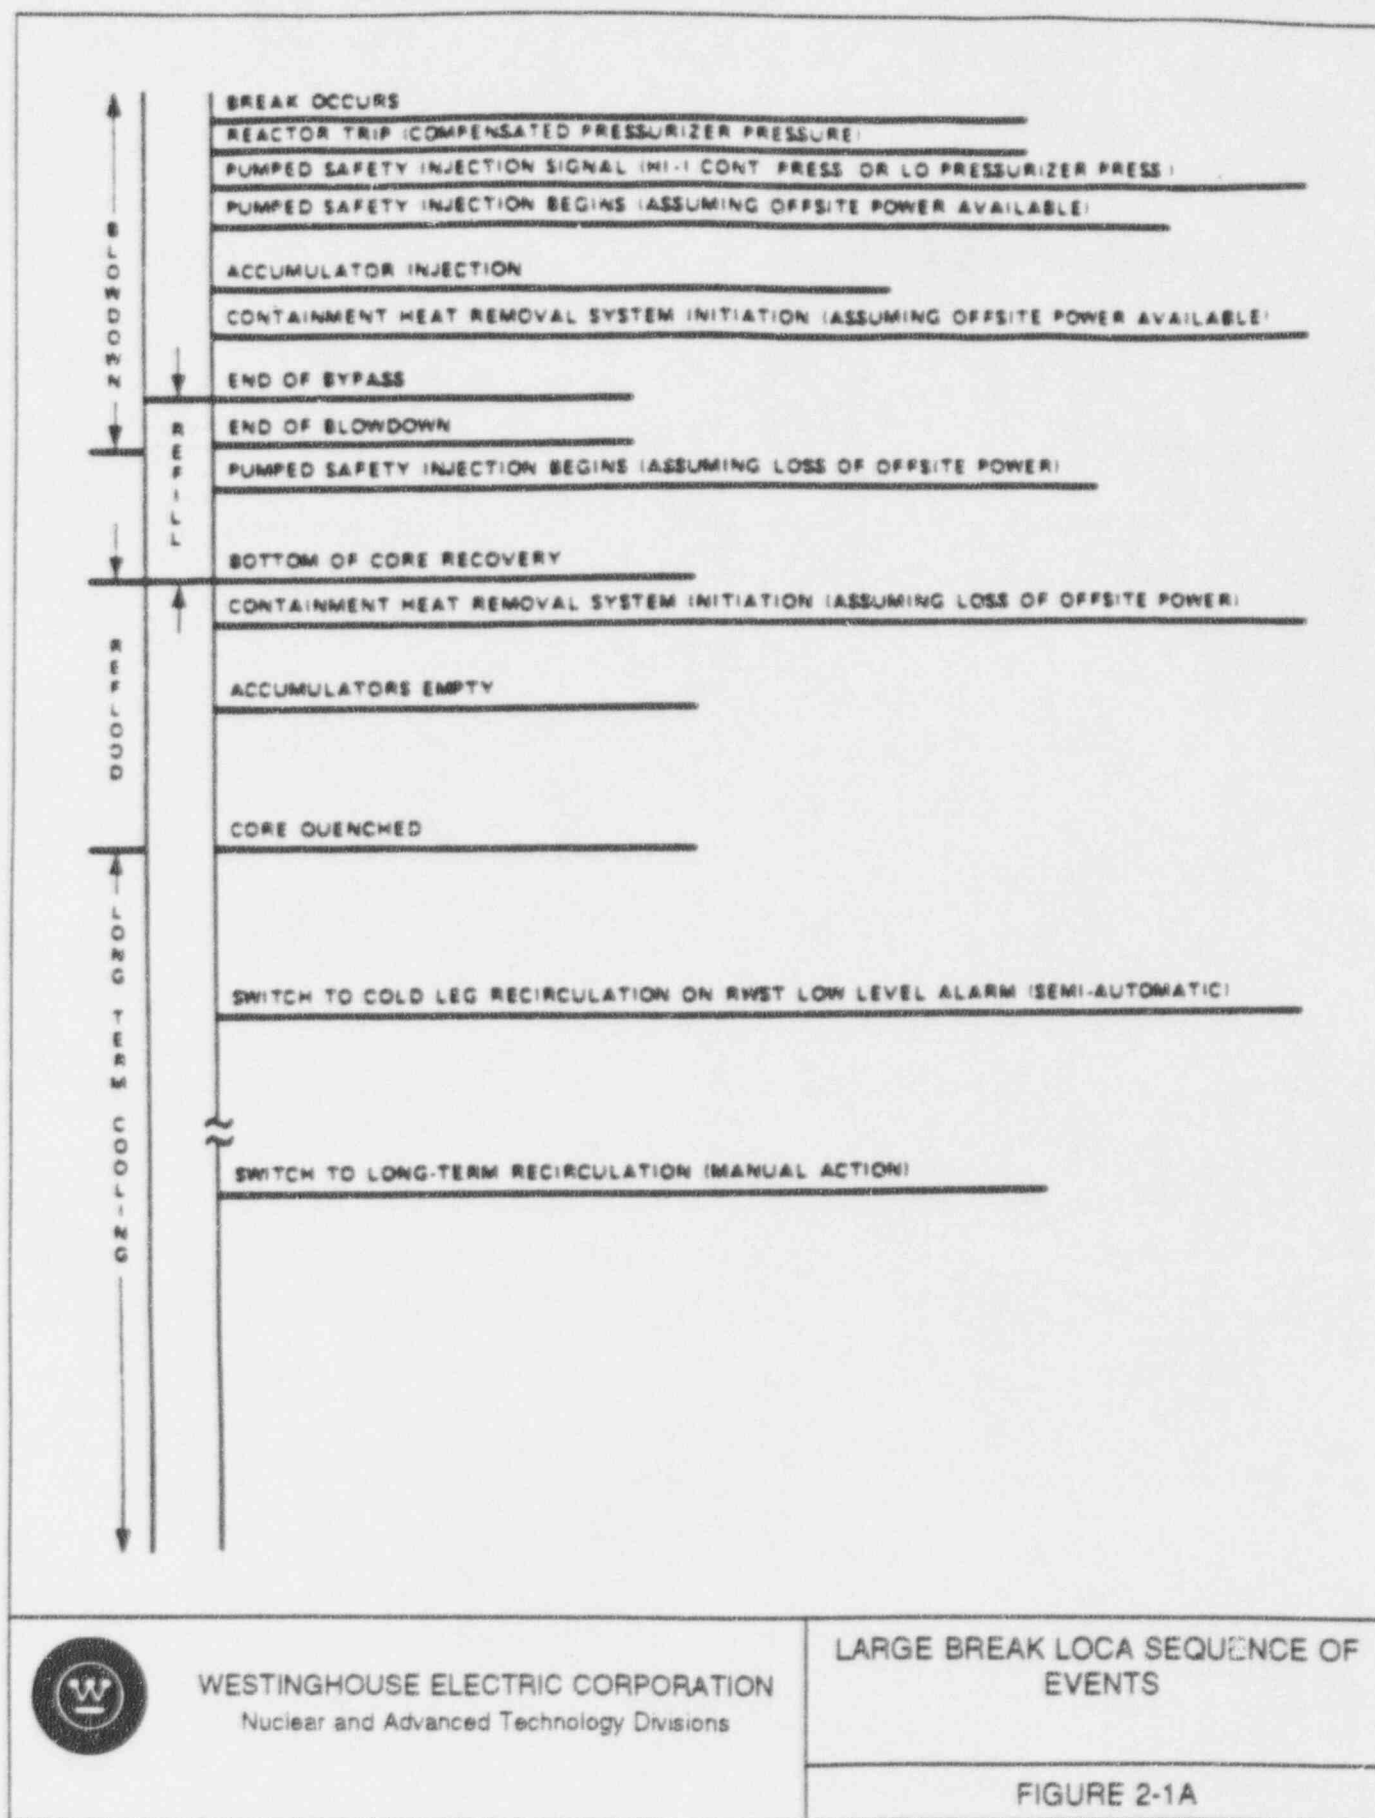 BREAK OCCURS
REACTOR TRIP (COMPENSATED PRESSURIZER PRESSURE)
PUMPED SAFETY INJECTION SIGNAL (HI-1 CONT PRESS OR LO PRESSURIZER PRESS)
PUMPED SAFETY INJECTION BEGINS (ASSUMING OFFSITE POWER AVAILABLE)
BLOWDOWN
ACCUMULATOR INJECTION
CONTAINMENT HEAT REMOVAL SYSTEM INITIATION (ASSUMING OFFSITE POWER AVAILABLE)
END OF BYPASS
REFILL
END OF BLOWDOWN
PUMPED SAFETY INJECTION BEGINS (ASSUMING LOSS OF OFFSITE POWER)
BOTTOM OF CORE RECOVERY
CONTAINMENT HEAT REMOVAL SYSTEM INITIATION (ASSUMING LOSS OF OFFSITE POWER)
REFLOOD
ACCUMULATORS EMPTY
CORE QUENCHED
LONG TERM COOLING
SWITCH TO COLD LEG RECIRCULATION ON RWST LOW LEVEL ALARM (SEMI-AUTOMATIC)
SWITCH TO LONG-TERM RECIRCULATION (MANUAL ACTION)
W
WESTINGHOUSE ELECTRIC CORPORATION
Nuclear and Advanced Technology Divisions
LARGE BREAK LOCA SEQUENCE OF
EVENTS
FIGURE 2-1A